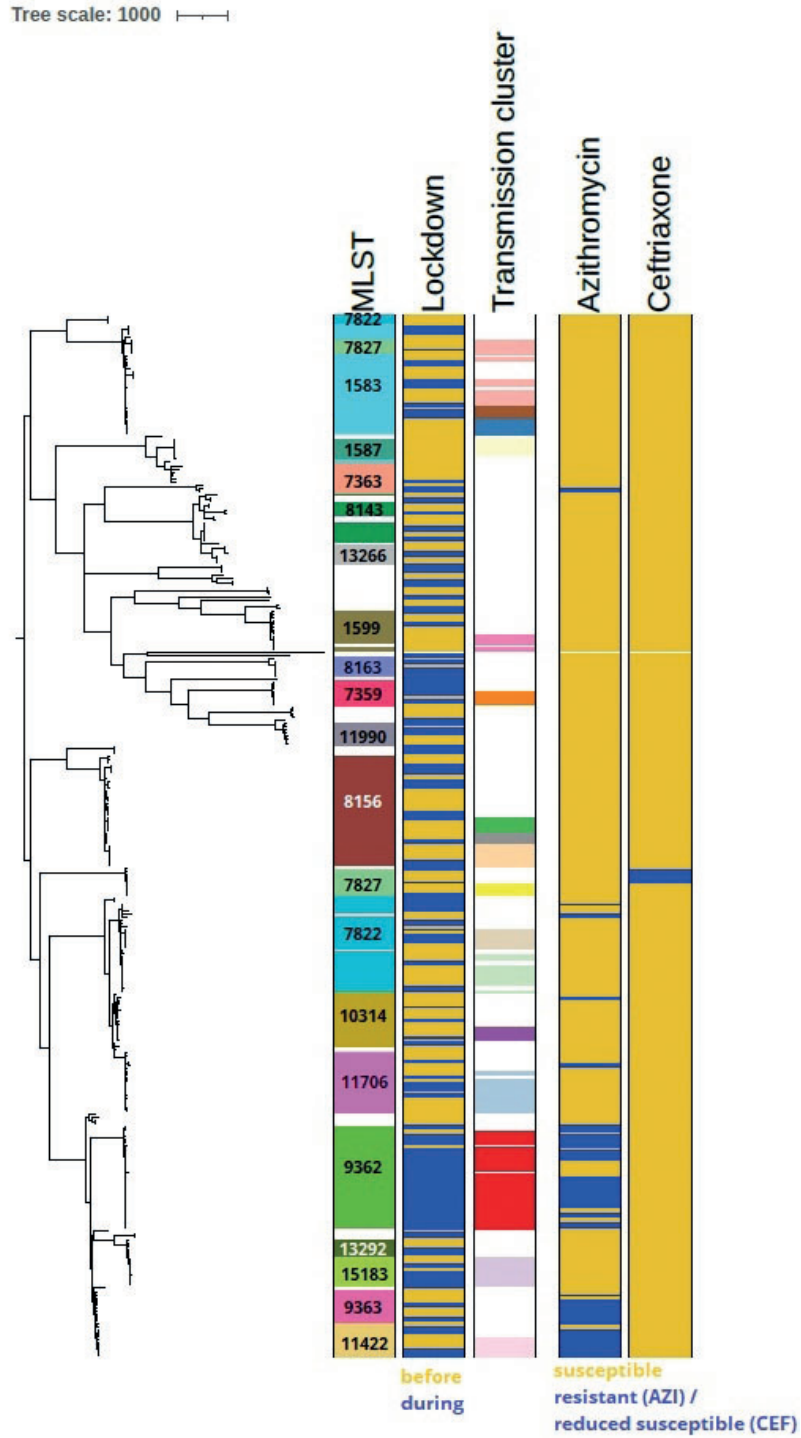 Tree scale: 1000
MLST
Lockdown
Transmission cluster
Azithromycin
Ceftriaxone
7822
7827
1583
1587
7363
8143
13266
1599
8163
7359
11990
8156
7827
7822
10314
11706
9362
13292
15183
9363
11422
before
during
susceptible
resistant (AZI) /
reduced susceptible (CEF)